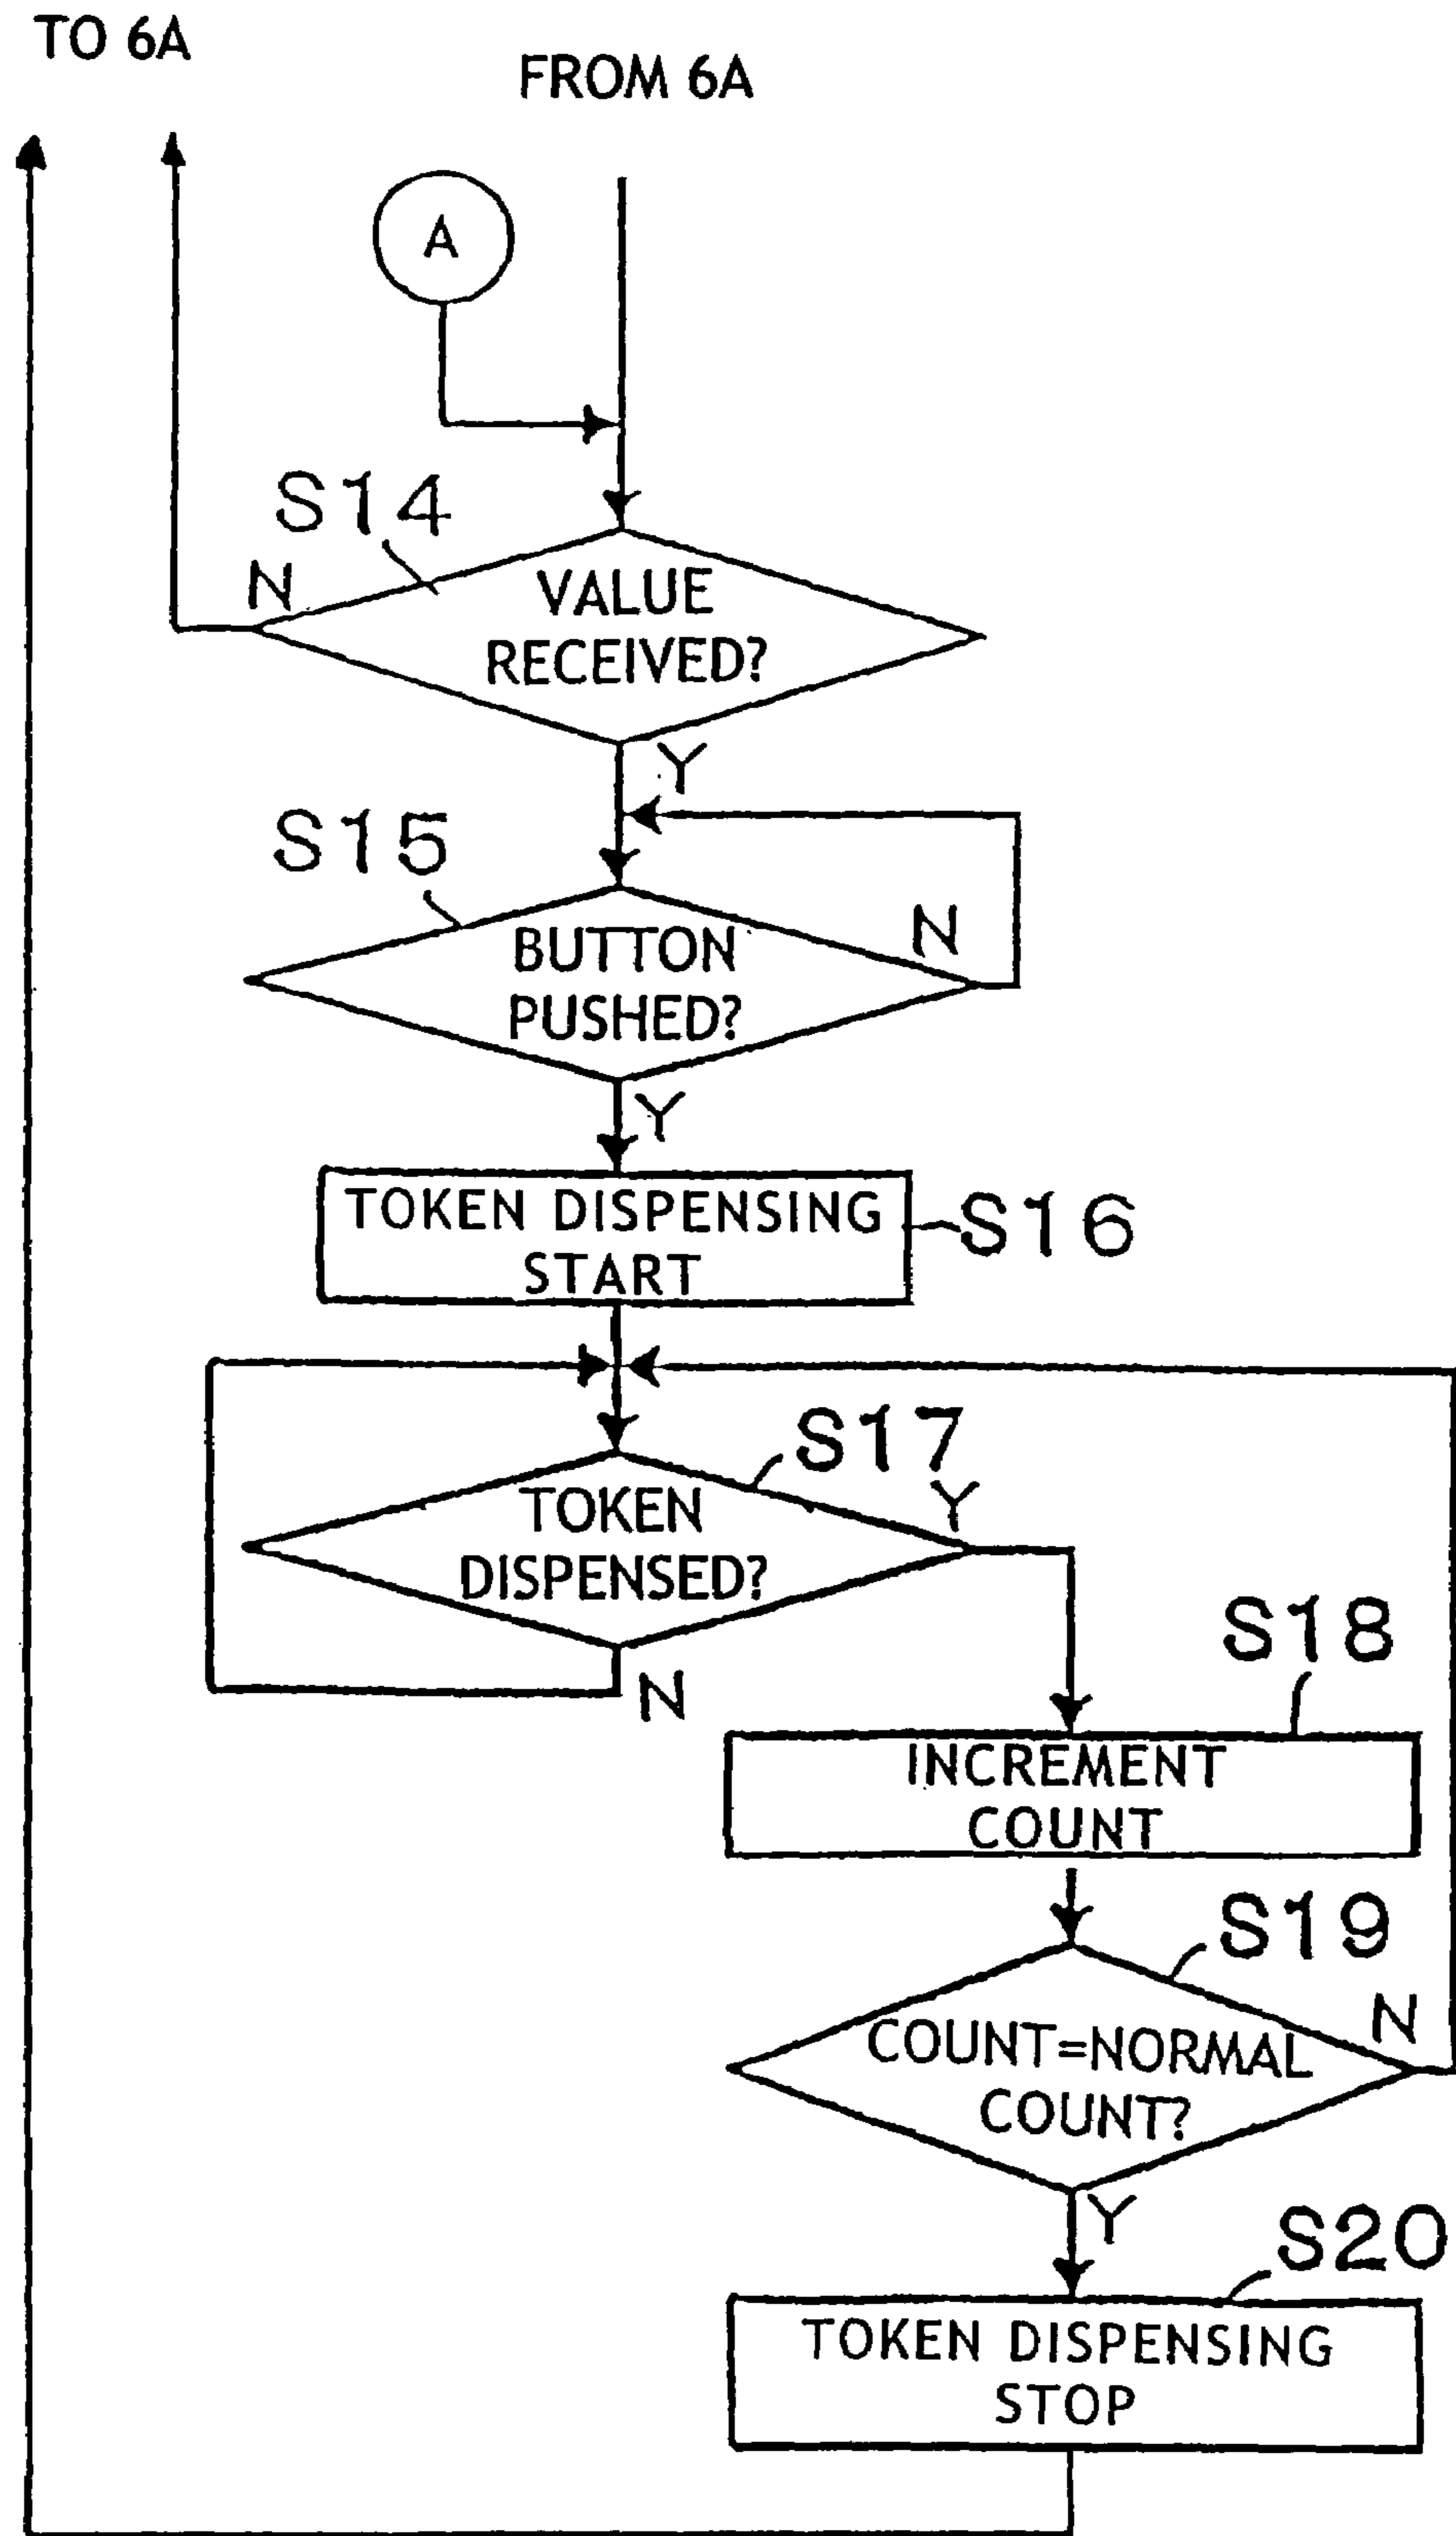 TO 6A
FROM 6A
A
S14
N
VALUE
RECEIVED?
Y
S15
N
BUTTON
PUSHED?
Y
TOKEN DISPENSING
START
S16
S17
Y
TOKEN
DISPENSED?
N
S18
INCREMENT
COUNT
S19
N
COUNT=NORMAL
COUNT?
Y
S20
TOKEN DISPENSING
STOP